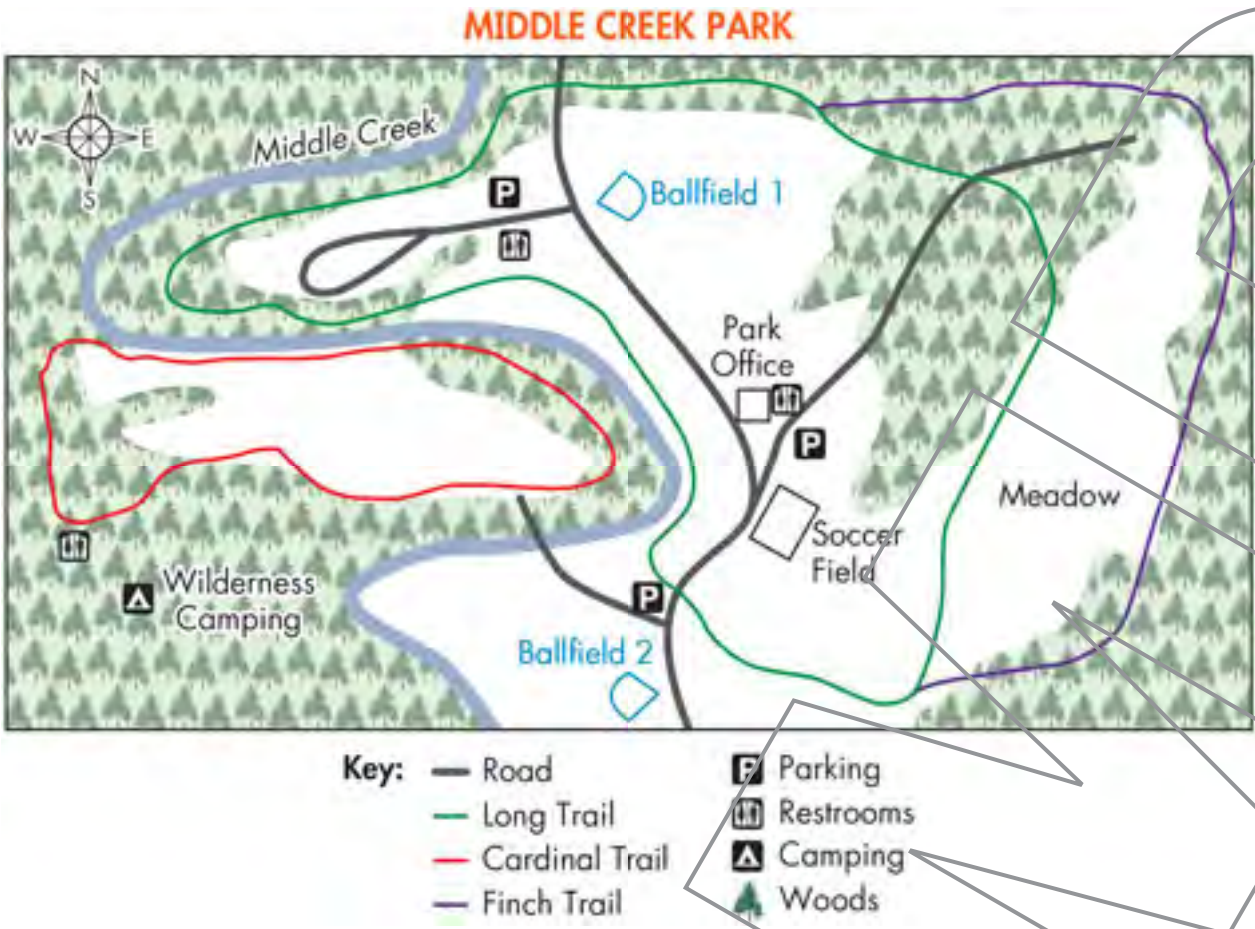 MIDDLE CREEK PARK
N
W E
S
Middle Creek
P
Ballfield 1
Park
Office
P
Meadow
Soccer
Field
Wilderness
Camping
P
Ballfield 2
Key:
Road
P Parking
Long Trail
Restrooms
Cardinal Trail
Camping
Finch Trail
Woods